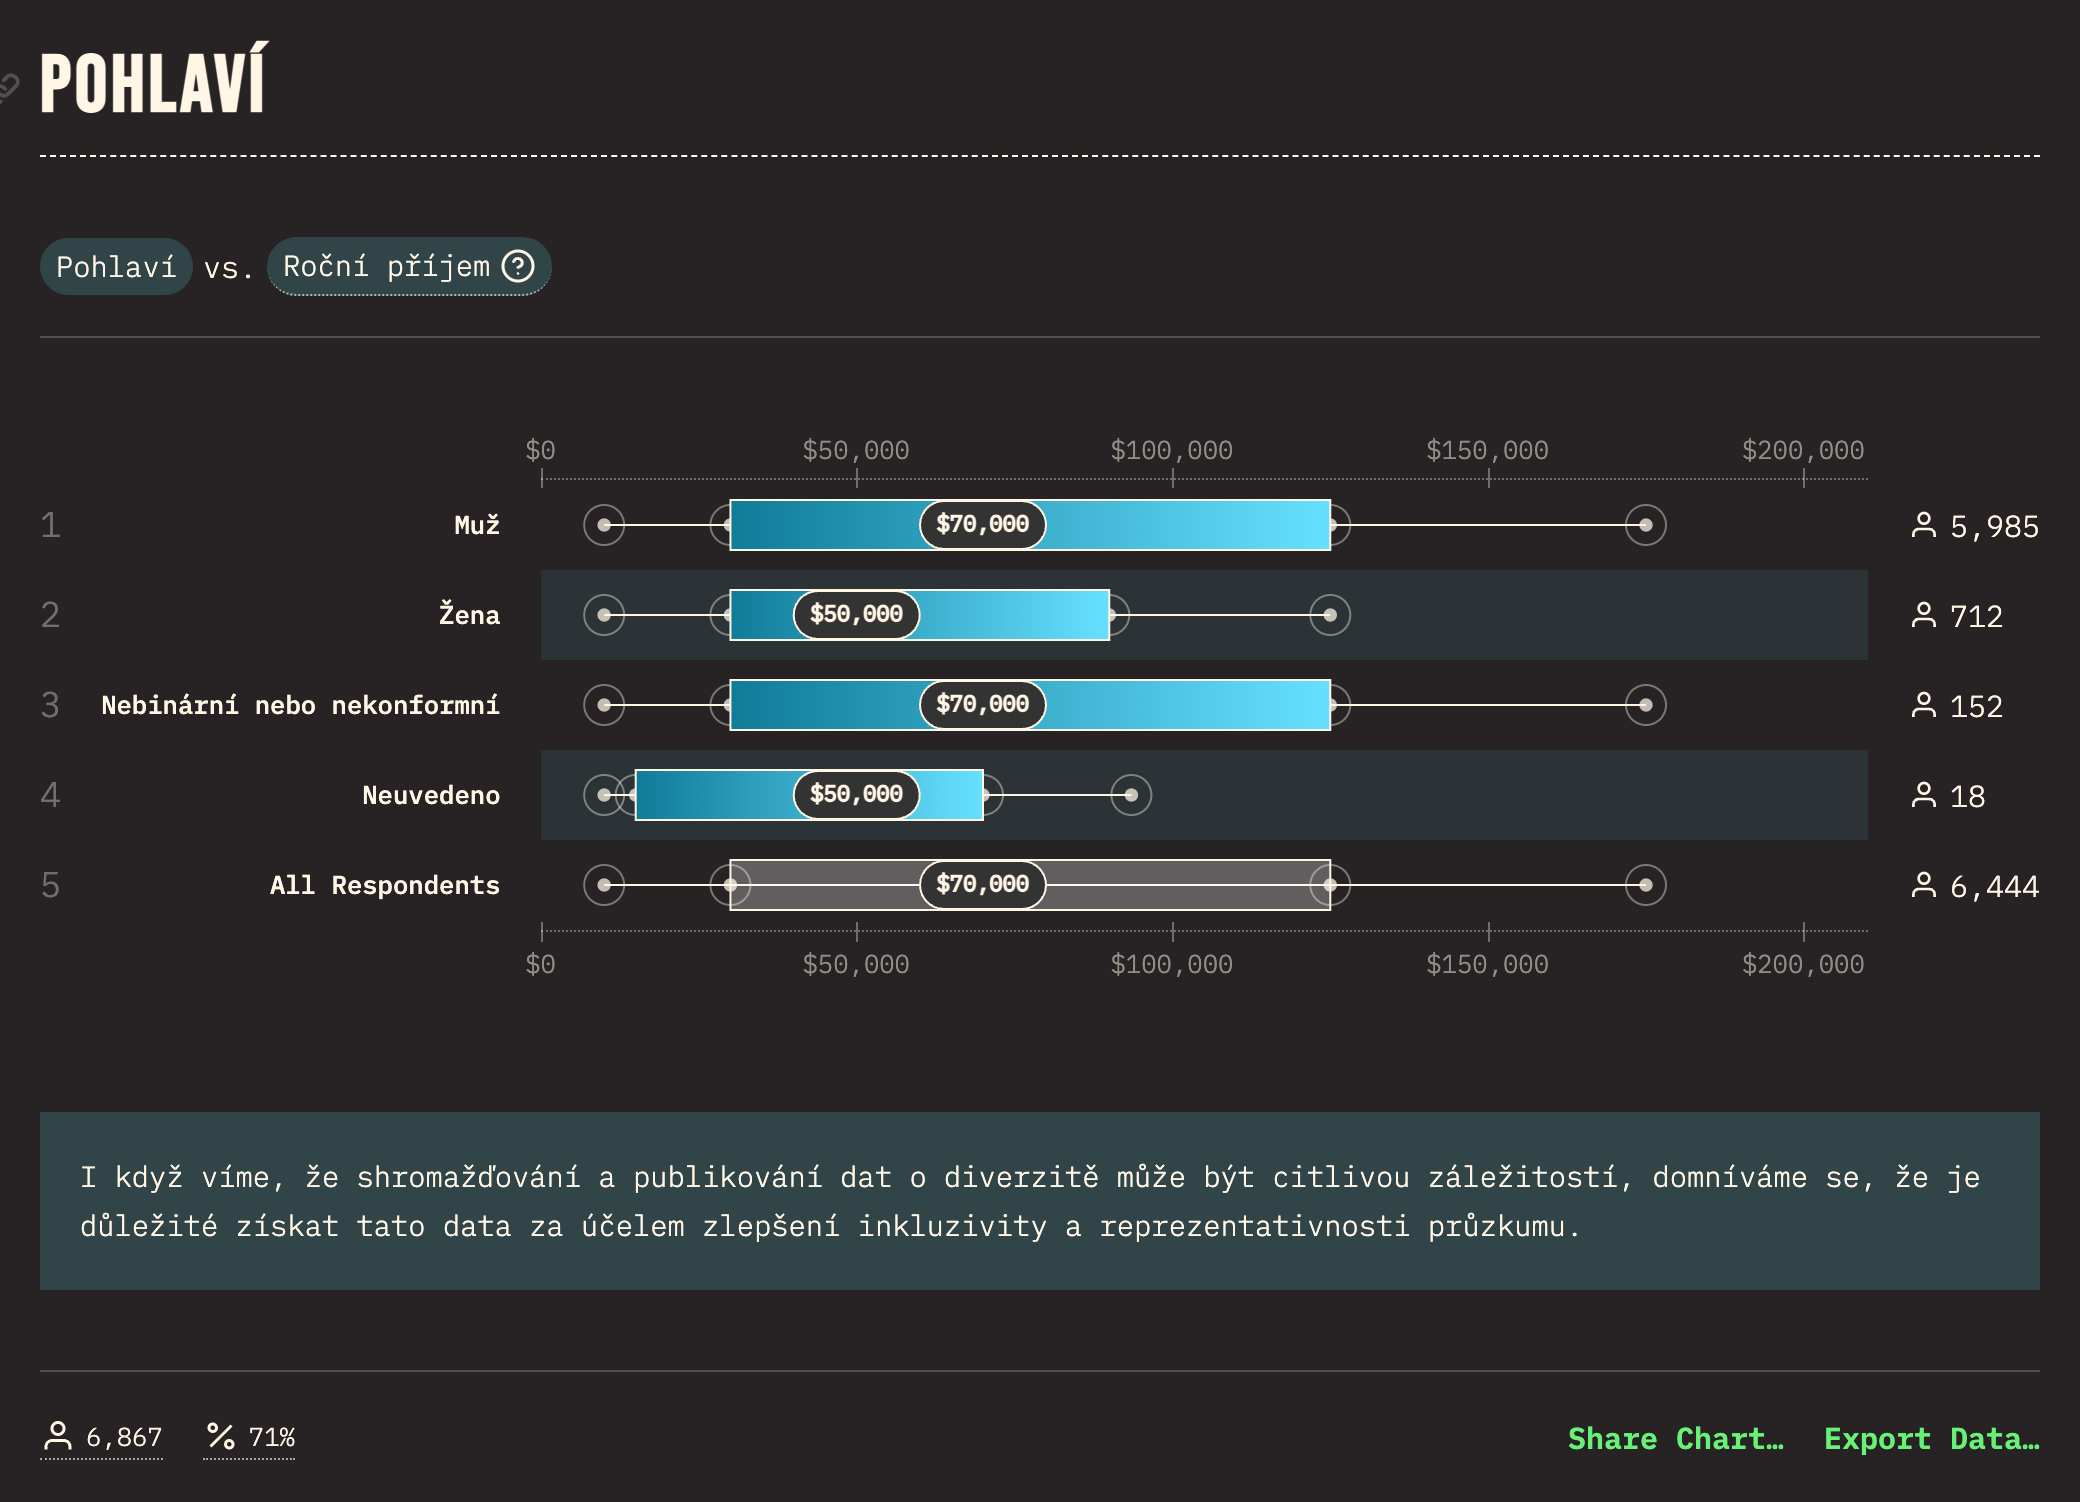 POHLAVÍ
Pohlaví vs. Roční příjem ?
$0 $50,000 $100,000 $150,000 $200,000
1 Muž $70,000 5,985
2 Žena $50,000 712
3 Nebinární nebo nekonformní $70,000 152
4 Neuvedeno $50,000 18
5 All Respondents $70,000 6,444
$0 $50,000 $100,000 $150,000 $200,000
I když víme, že shromažďování a publikování dat o diverzitě může být citlivou záležitostí, domníváme se, že je
důležité získat tato data za účelem zlepšení inkluzivity a reprezentativnosti průzkumu.
6,867 % 71% Share Chart… Export Data…